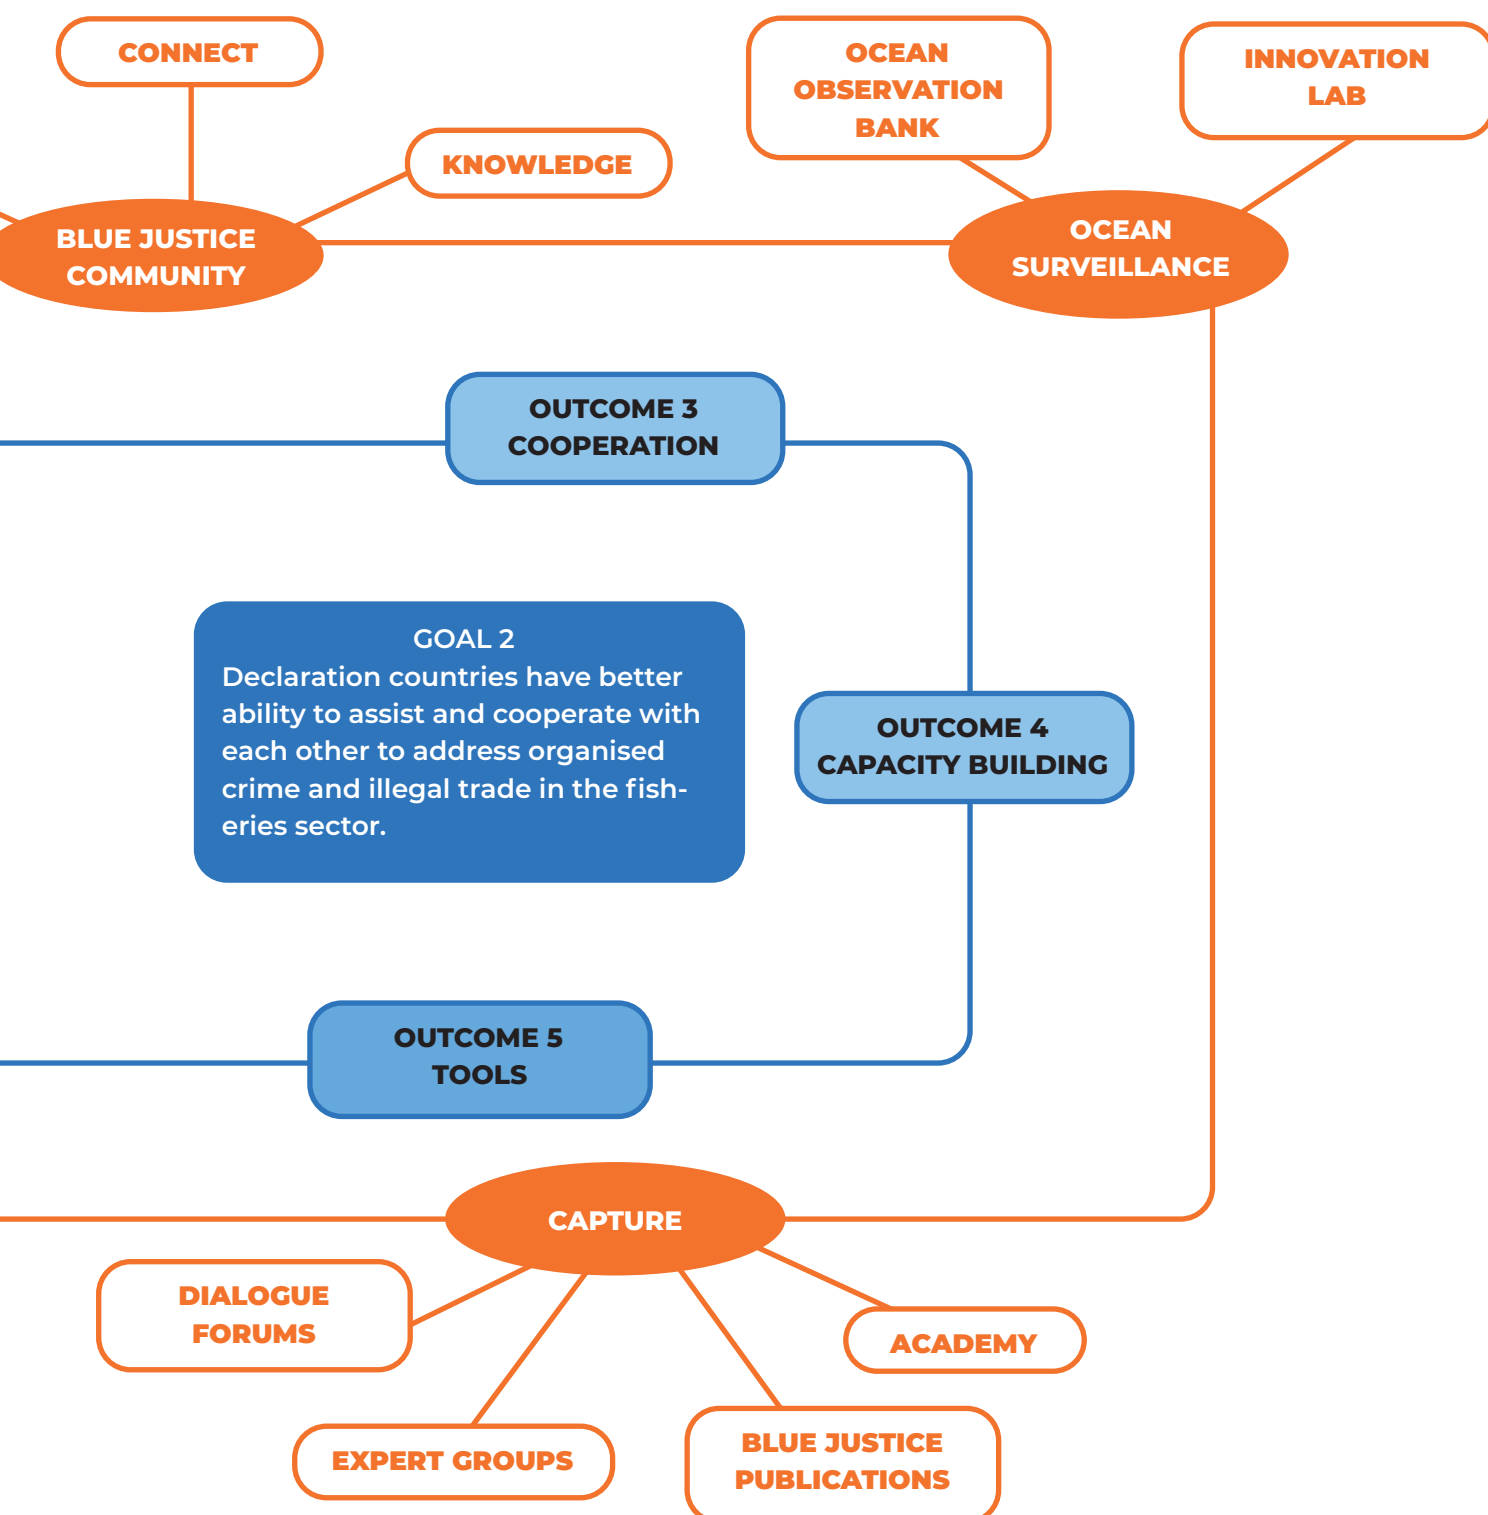 CONNECT
OCEAN
OBSERVATION
BANK
INNOVATION
LAB
KNOWLEDGE
BLUE JUSTICE
COMMUNITY
OCEAN
SURVEILLANCE
OUTCOME 3
COOPERATION
GOAL 2
Declaration countries have better
ability to assist and cooperate with
each other to address organised
crime and illegal trade in the fish-
eries sector.
OUTCOME 4
CAPACITY BUILDING
OUTCOME 5
TOOLS
CAPTURE
DIALOGUE
FORUMS
ACADEMY
EXPERT GROUPS
BLUE JUSTICE
PUBLICATIONS